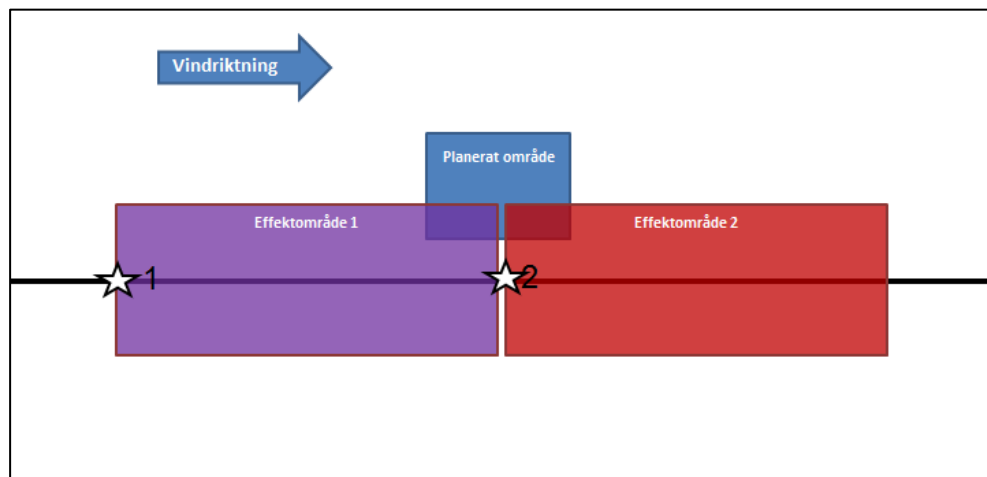 Vindriktning
Planerat område
Effektområde 1
Effektområde 2
1
2